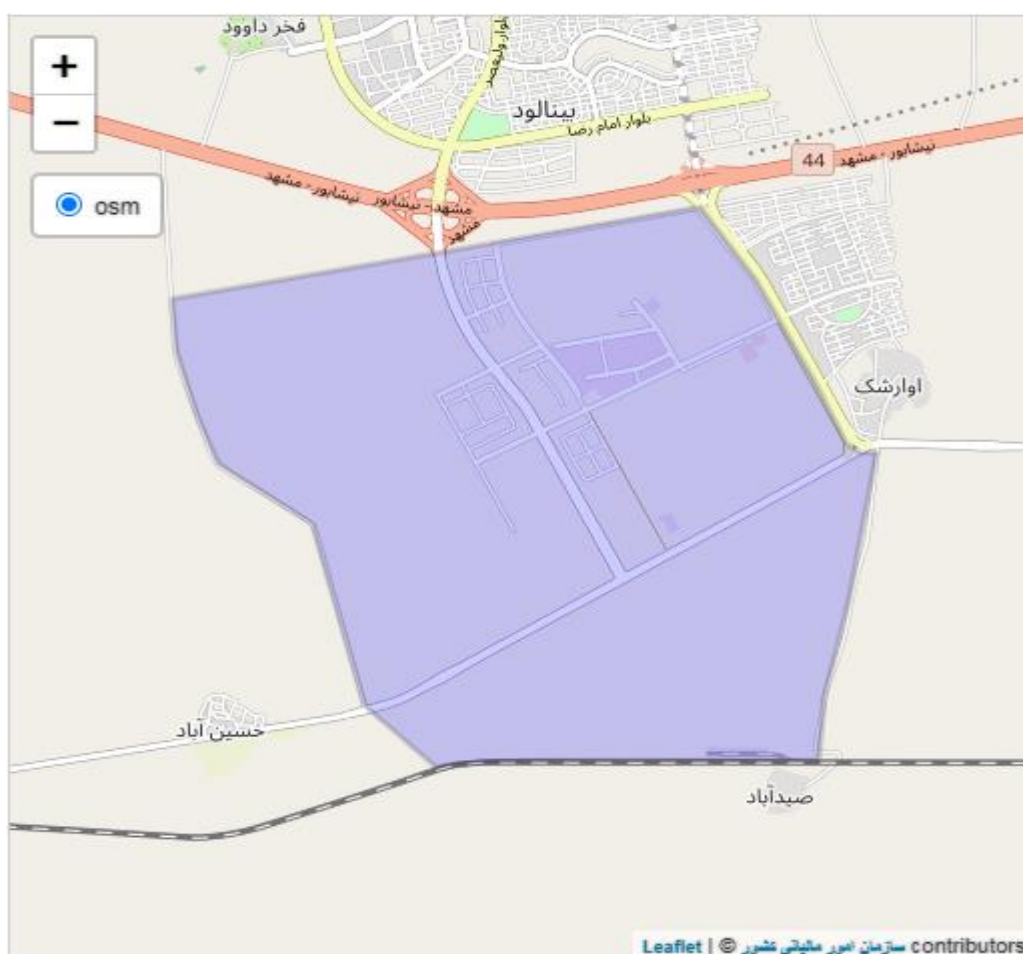 فخر داوود
+
بلوار ولیعصر
−
بینالود
بلوار امام رضا
44
نیشابور - مشهد
نیشابور - مشهد
مشهد - نیشابور
مشهد
osm
اوارشک
حسین آباد
صیدآباد
Leaflet | © سازمان امور مالیاتی کشور contributors